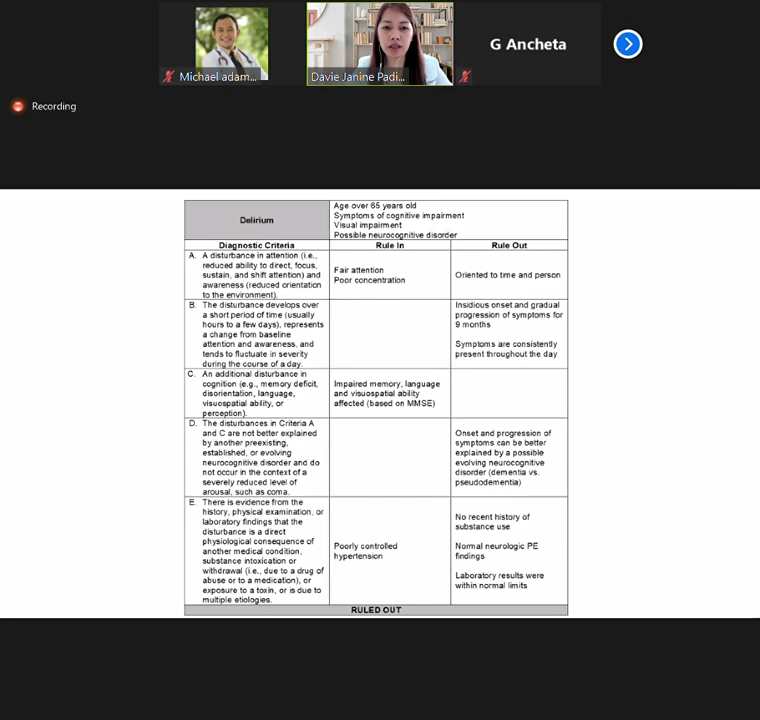 Michael adam...
Davie Janine Padi...
G Ancheta
Recording
Delirium
Age over 65 years old
Symptoms of cognitive impairment
Visual impairment
Possible neurocognitive disorder
Diagnostic Criteria
Rule In
Rule Out
A. A disturbance in attention (i.e.,
reduced ability to direct, focus,
sustain, and shift attention) and
awareness (reduced orientation
to the environment).
Fair attention
Poor concentration
Oriented to time and person
B. The disturbance develops over
a short period of time (usually
hours to a few days), represents
a change from baseline
attention and awareness, and
tends to fluctuate in severity
during the course of a day.
Insidious onset and gradual
progression of symptoms for
9 months
Symptoms are consistently
present throughout the day
C. An additional disturbance in
cognition (e.g., memory deficit,
disorientation, language,
visuospatial ability, or
perception).
Impaired memory, language
and visuospatial ability
affected (based on MMSE)
D. The disturbances in Criteria A
and C are not better explained
by another preexisting,
established, or evolving
neurocognitive disorder and do
not occur in the context of a
severely reduced level of
arousal, such as coma.
Onset and progression of
symptoms can be better
explained by a possible
evolving neurocognitive
disorder (dementia vs.
pseudodementia)
E. There is evidence from the
history, physical examination, or
laboratory findings that the
disturbance is a direct
physiological consequence of
another medical condition,
substance intoxication or
withdrawal (i.e., due to a drug of
abuse or to a medication), or
exposure to a toxin, or is due to
multiple etiologies.
Poorly controlled
hypertension
No recent history of
substance use
Normal neurologic PE
findings
Laboratory results were
within normal limits
RULED OUT